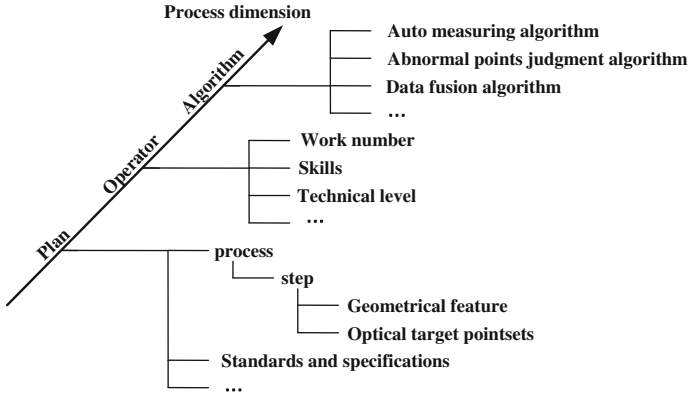 Process dimension
Algorithm
Auto measuring algorithm
Abnormal points judgment algorithm
Data fusion algorithm
...
Operator
Work number
Skills
Technical level
...
Plan
process
step
Geometrical feature
Optical target pointsets
Standards and specifications
...